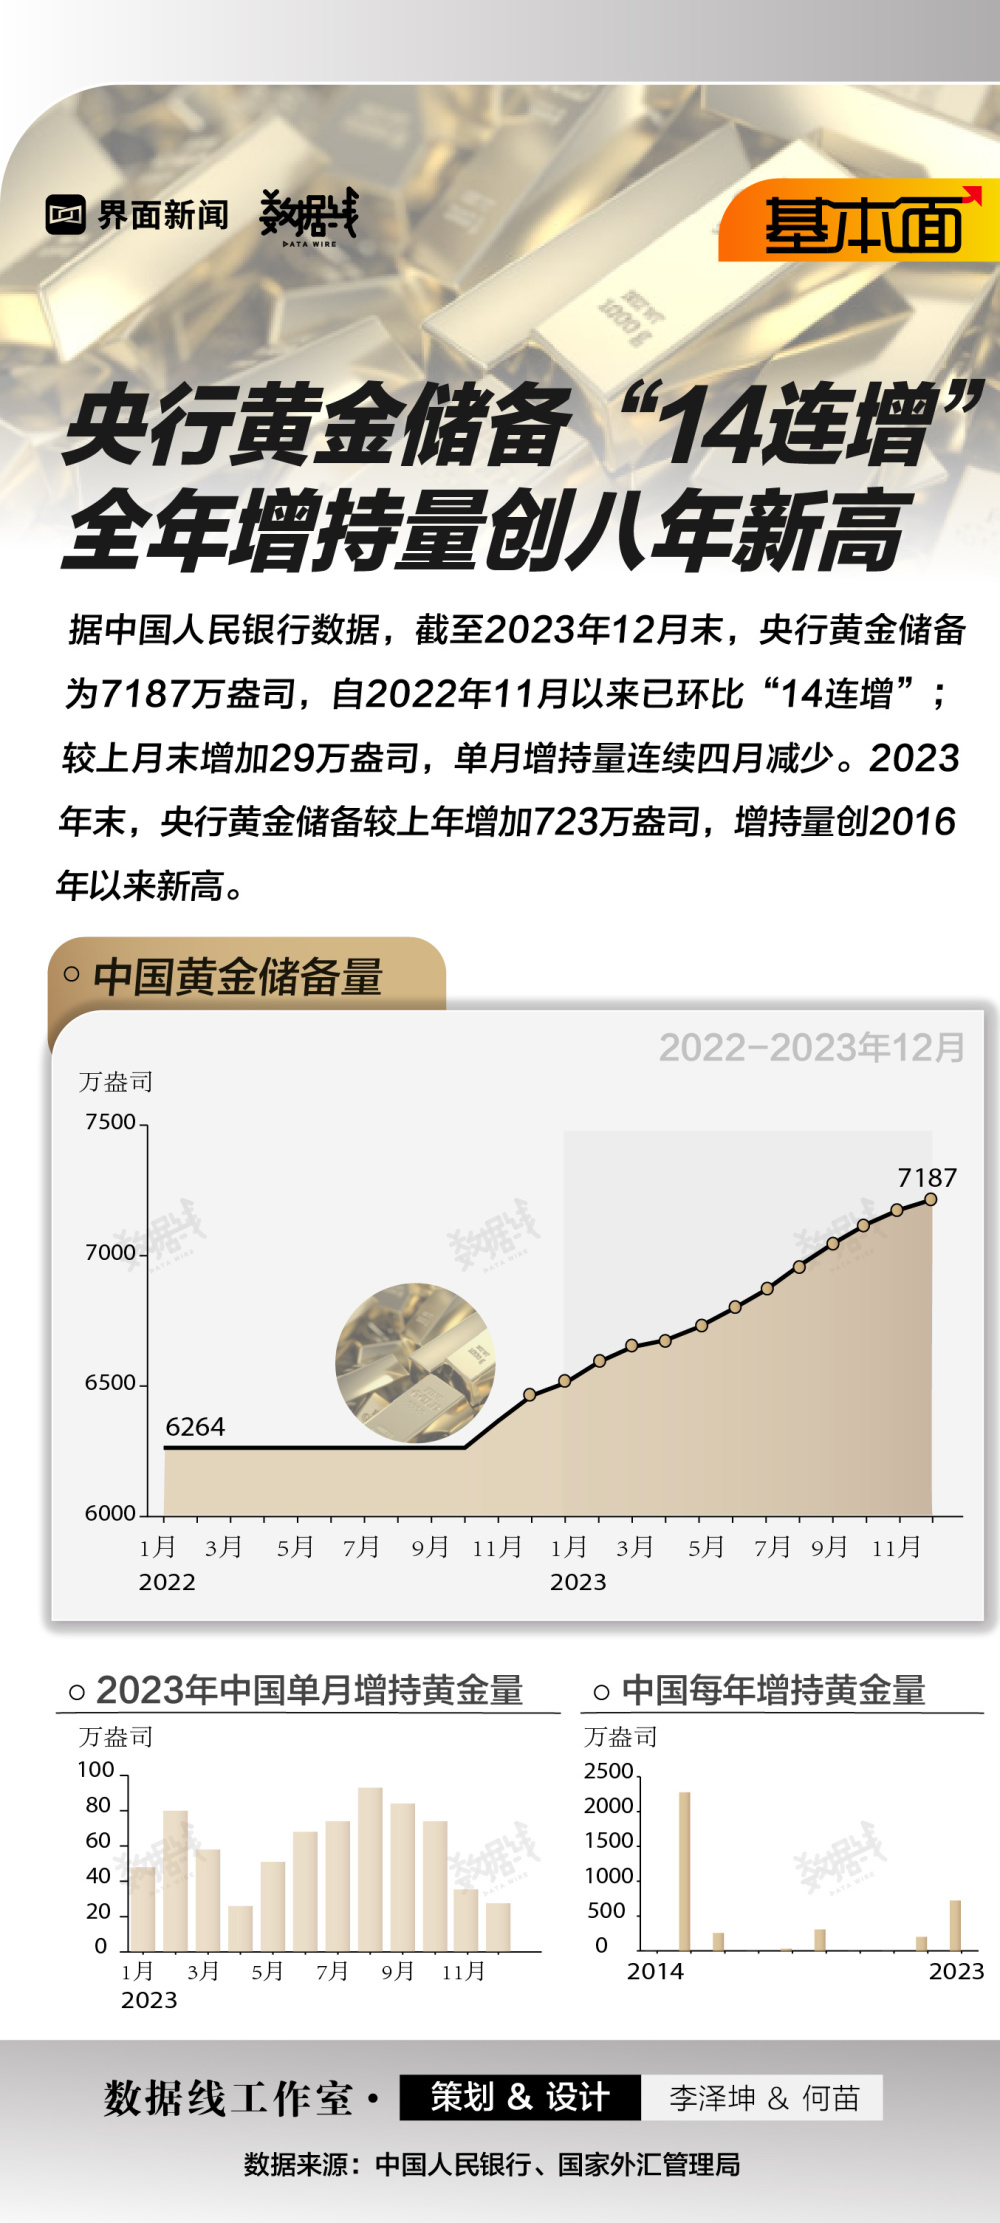 界面新闻
数据线
DATA WIRE
基本面
央行黄金储备“14连增”
全年增持量创八年新高
据中国人民银行数据，截至2023年12月末，央行黄金储备
为7187万盎司，自2022年11月以来已环比“14连增”；
较上月末增加29万盎司，单月增持量连续四月减少。2023
年末，央行黄金储备较上年增加723万盎司，增持量创2016
年以来新高。
中国黄金储备量
2022-2023年12月
万盎司
7500
7000
6500
6000
6264
7187
1月 3月 5月 7月 9月 11月 1月 3月 5月 7月 9月 11月
2022 2023
2023年中国单月增持黄金量
万盎司
100
80
60
40
20
0
1月 3月 5月 7月 9月 11月
2023
中国每年增持黄金量
万盎司
2500
2000
1500
1000
500
0
2014 2023
数据线工作室·
策划 & 设计
李泽坤 & 何苗
数据来源：中国人民银行、国家外汇管理局